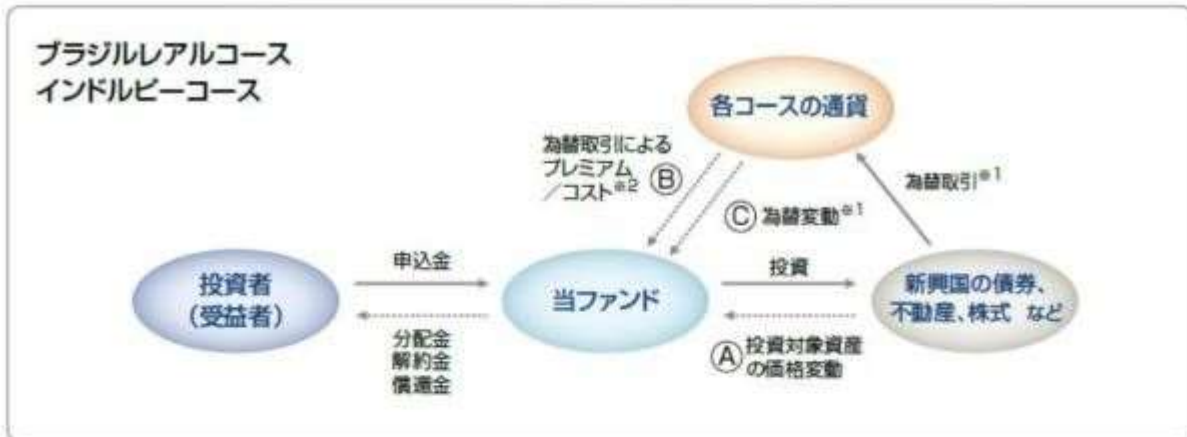 ブラジルレアルコース
インドルピーコース
各コースの通貨
為替取引による
プレミアム
／コスト※2 Ⓑ
為替取引※1
Ⓒ 為替変動※1
投資者
（受益者）
申込金
分配金
解約金
償還金
当ファンド
投資
Ⓐ 投資対象資産
の価格変動
新興国の債券、
不動産、株式 など